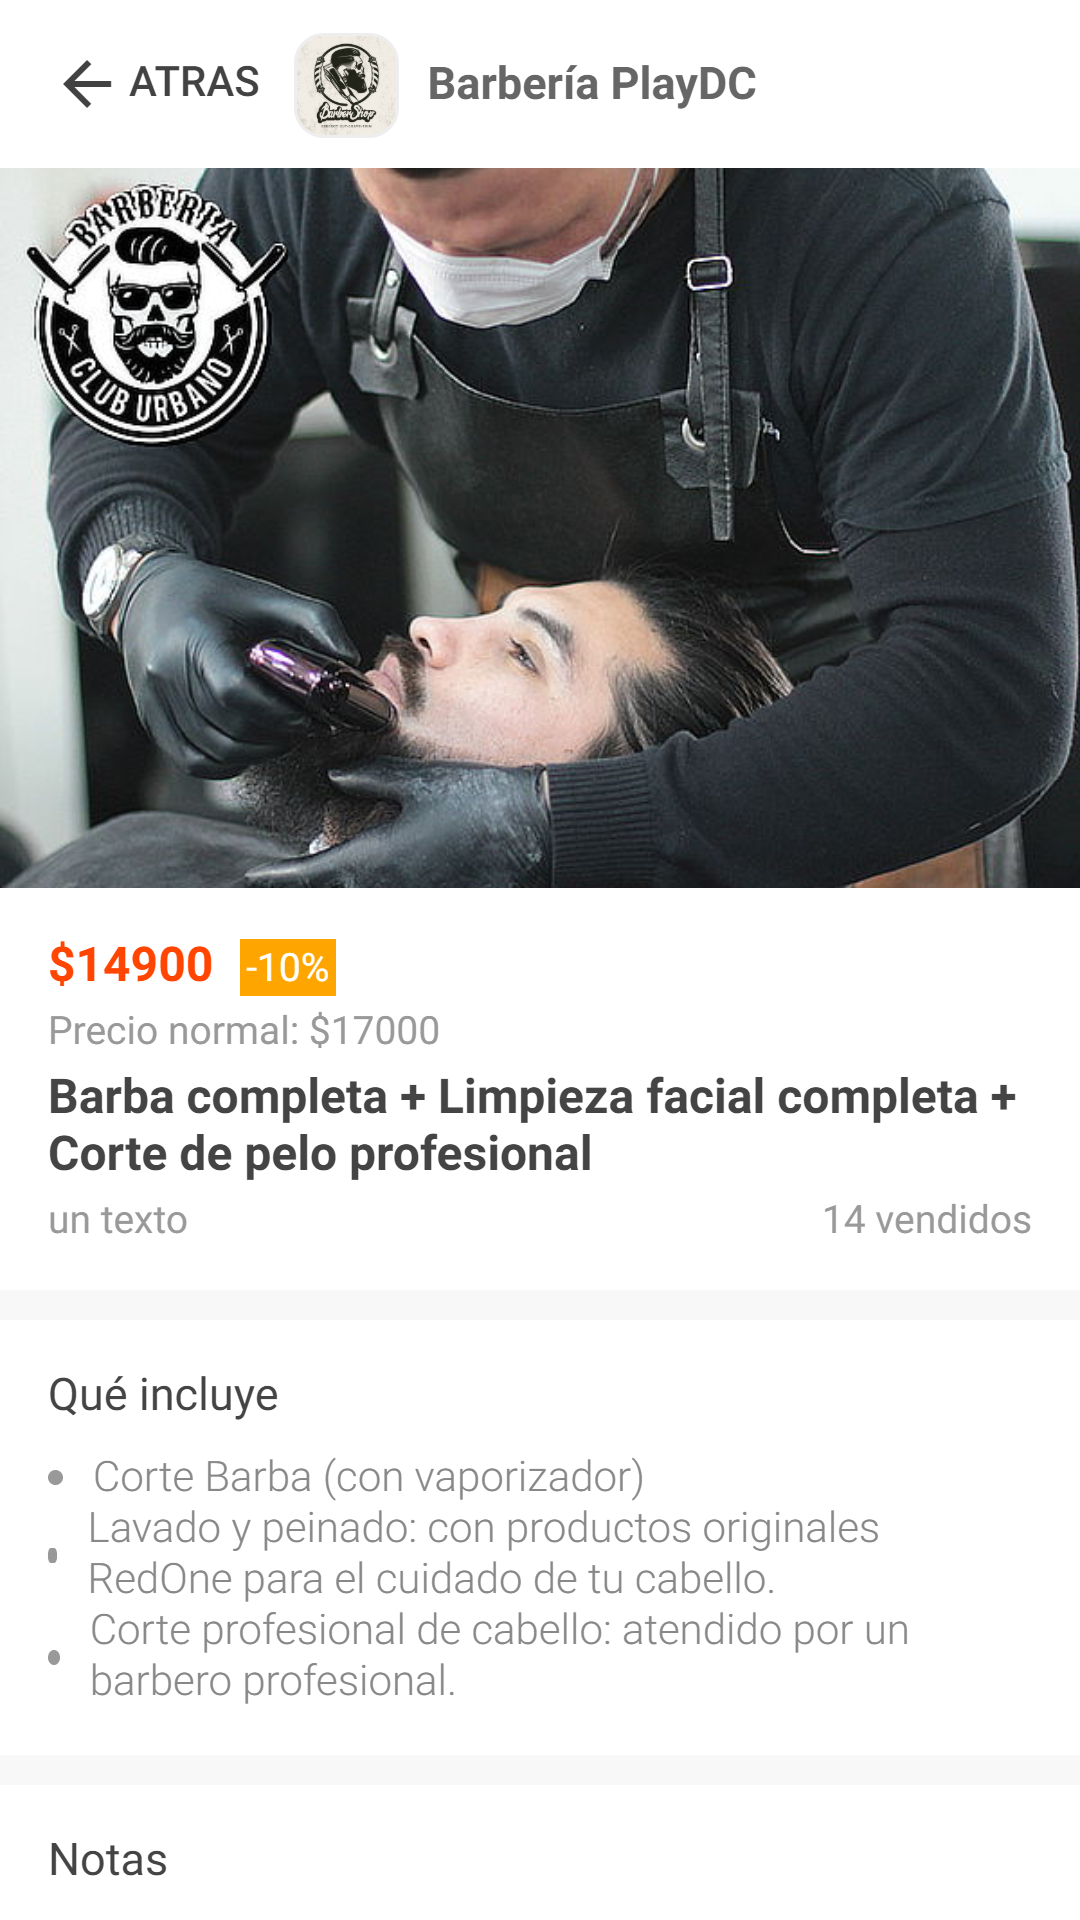 ATRAS
BarberShop
Barbería PlayDC
BARBERIA
CLUB URBANO
$14900
-10%
Precio normal: $17000
Barba completa + Limpieza facial completa +
Corte de pelo profesional
un texto
14 vendidos
Qué incluye
Corte Barba (con vaporizador)
Lavado y peinado: con productos originales
RedOne para el cuidado de tu cabello.
Corte profesional de cabello: atendido por un
barbero profesional.
Notas